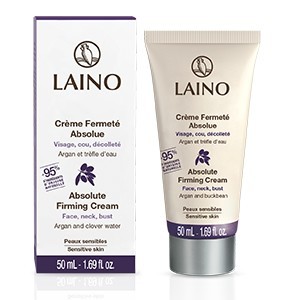 LAINO
Crème Fermeté
Absolue
Visage, cou, décolleté
Argan et trèfle d'eau
95%
Absolute
Firming Cream
Face, neck, bust
Argan and clover water
Peaux sensibles
Sensitive skin
50 mL - 1.69 fl. oz.
LAINO
Crème Fermeté
Absolue
Visage, cou, décolleté
Argan et trèfle d'eau
95%
Absolute
Firming Cream
Face, neck, bust
Argan and buckbean
Peaux sensibles
Sensitive skin
50 mL - 1.69 fl. oz.